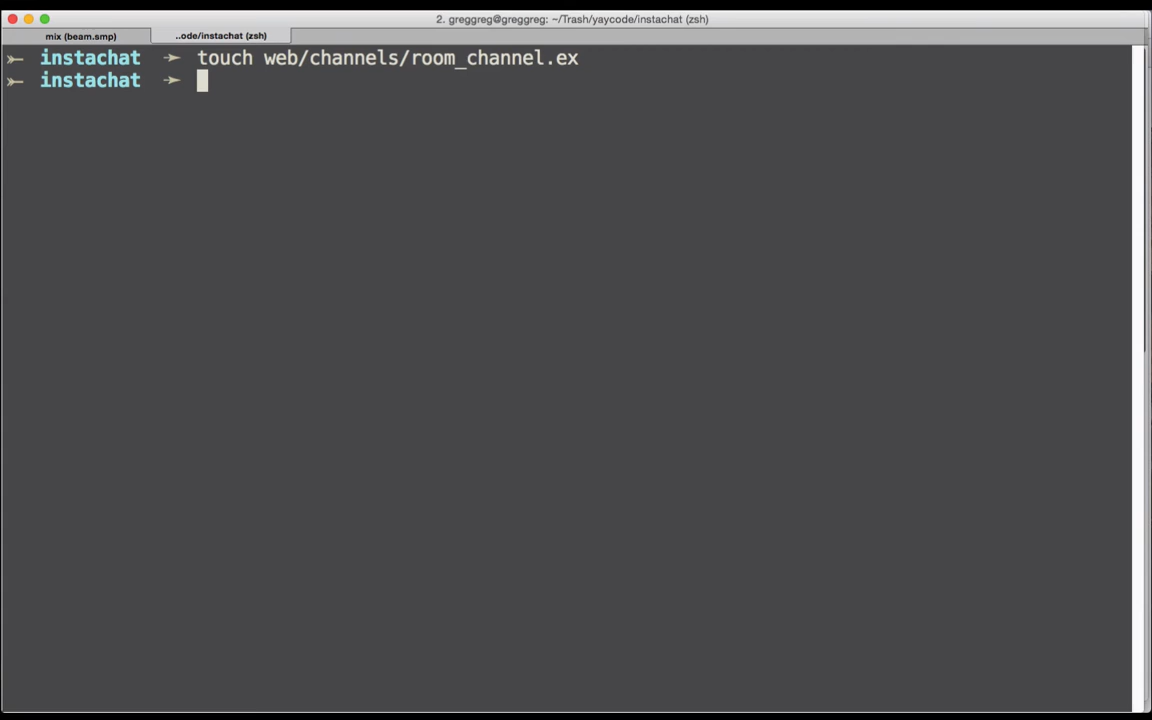 2. greggreg@greggreg: ~/Trash/yaycode/instachat (zsh)
mix (beam.smp) ..ode/instachat (zsh)
➳ instachat ➛ touch web/channels/room_channel.ex
➳ instachat ➛